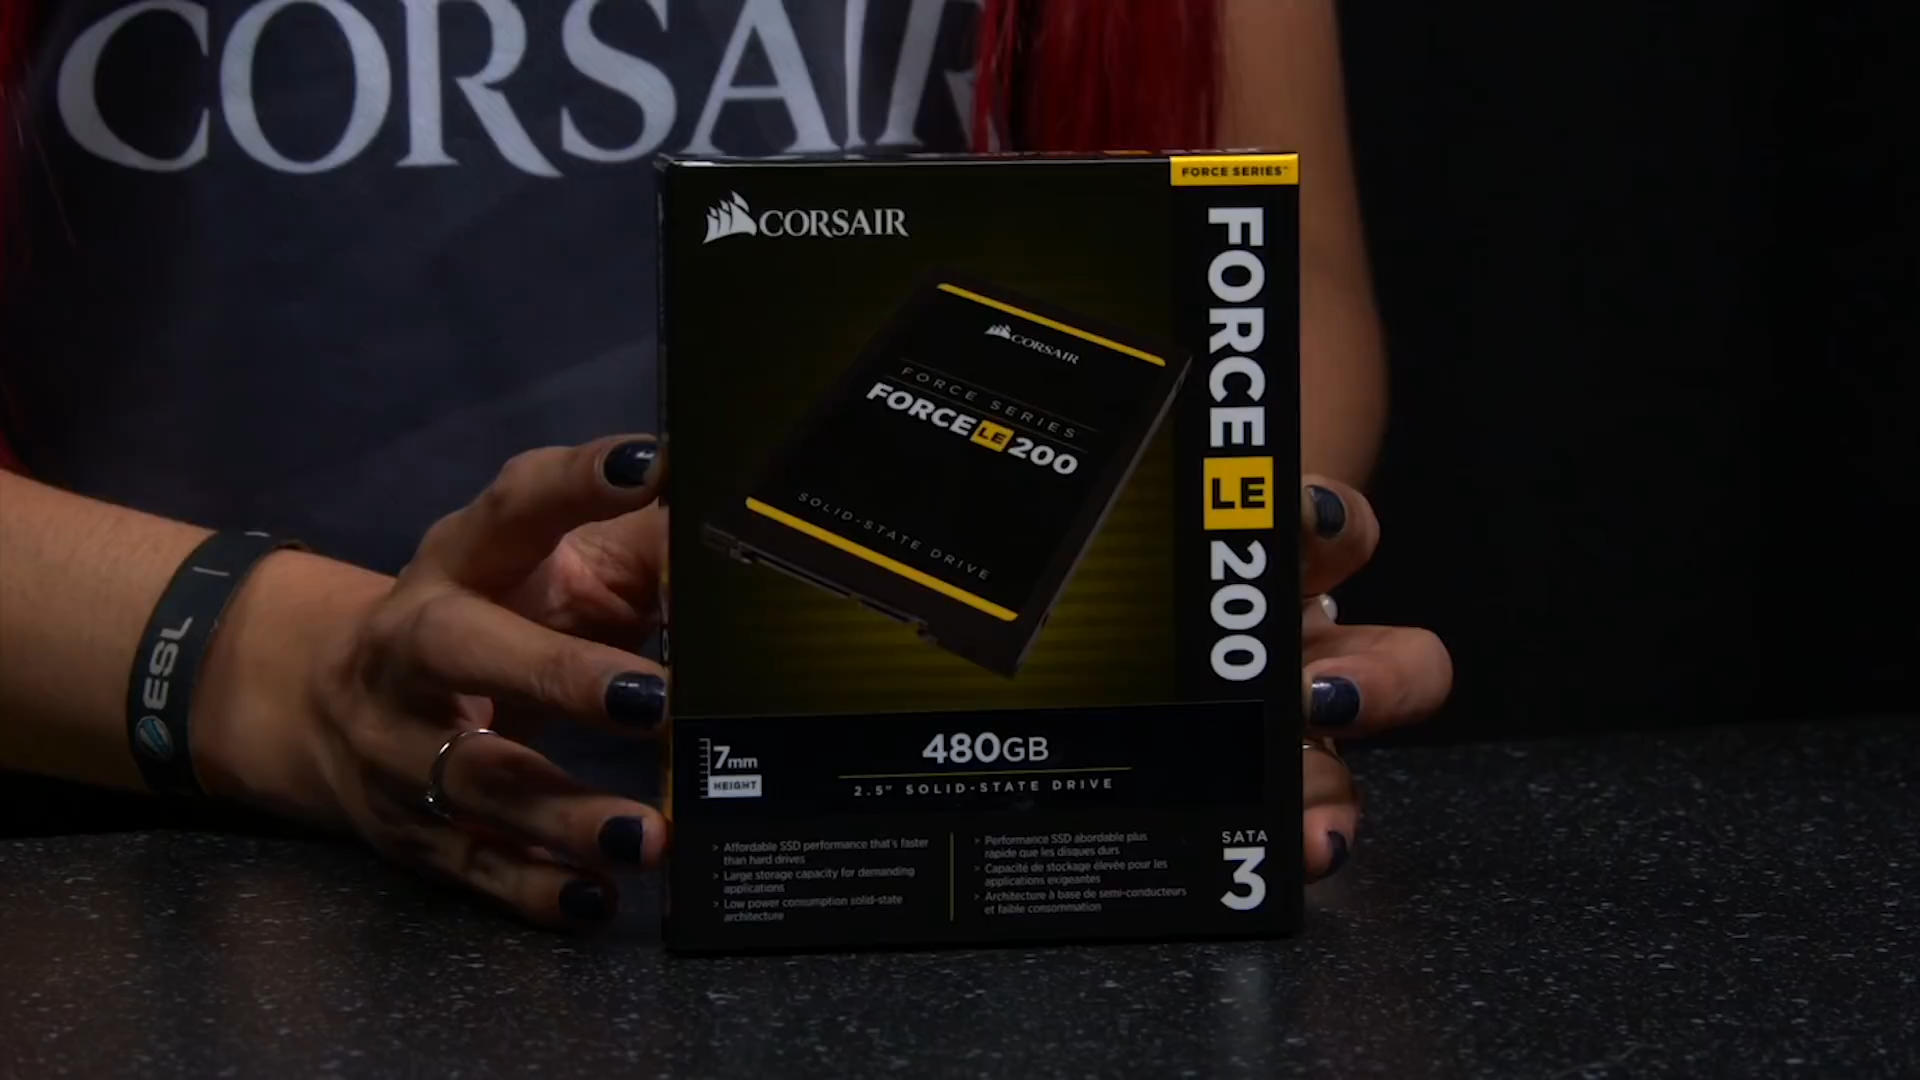 CORSAIR
FORCE SERIES™
CORSAIR
FORCE LE 200
CORSAIR
FORCE SERIES
FORCE LE 200
SOLID-STATE DRIVE
ESL
7mm
HEIGHT
480GB
2.5" SOLID-STATE DRIVE
> Affordable SSD performance that's faster
than hard drives
> Large storage capacity for demanding
applications
> Low power consumption solid-state
architecture
> Performance SSD abordable plus
rapide que les disques durs
> Capacité de stockage élevée pour les
applications exigeantes
> Architecture à base de semi-conducteurs
et faible consommation
SATA
3